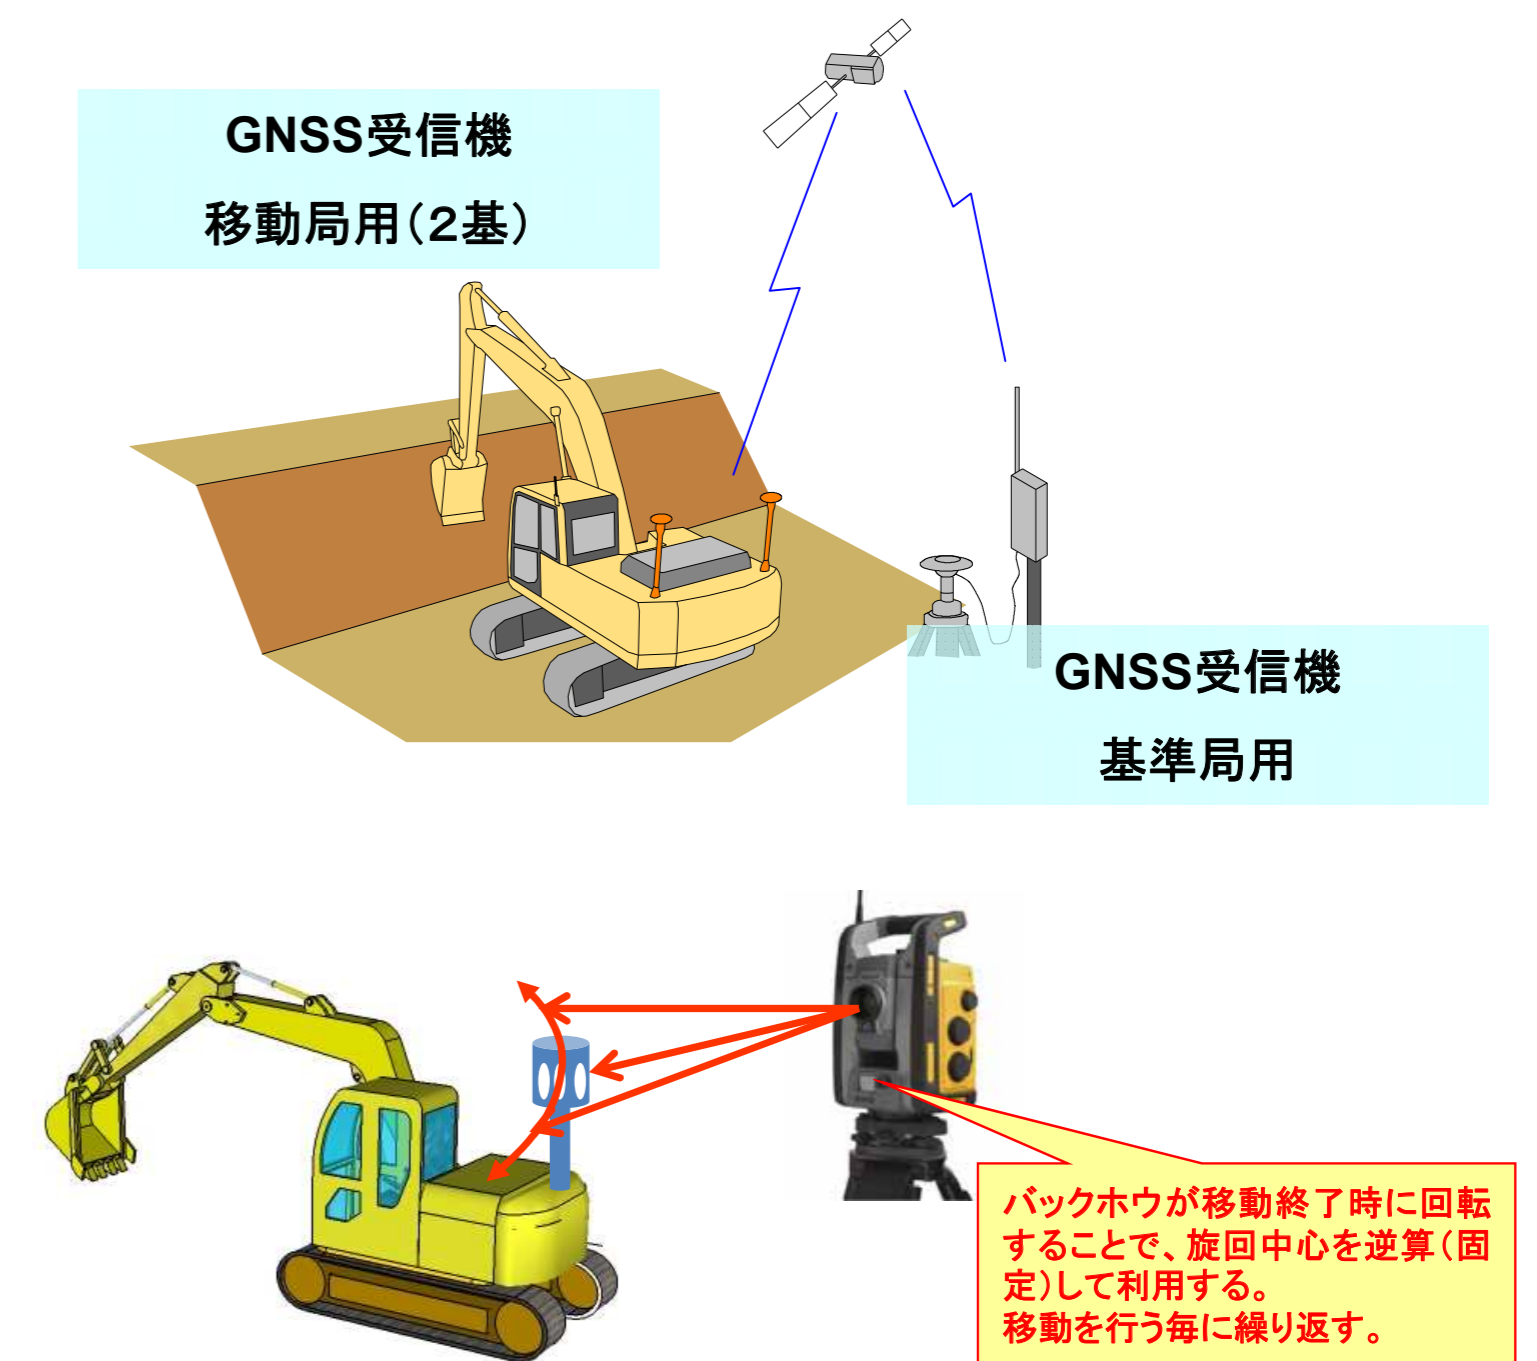 GNSS受信機
移動局用（２基）
GNSS受信機
基準局用
バックホウが移動終了時に回転
することで、旋回中心を逆算（固
定）して利用する。
移動を行う毎に繰り返す。